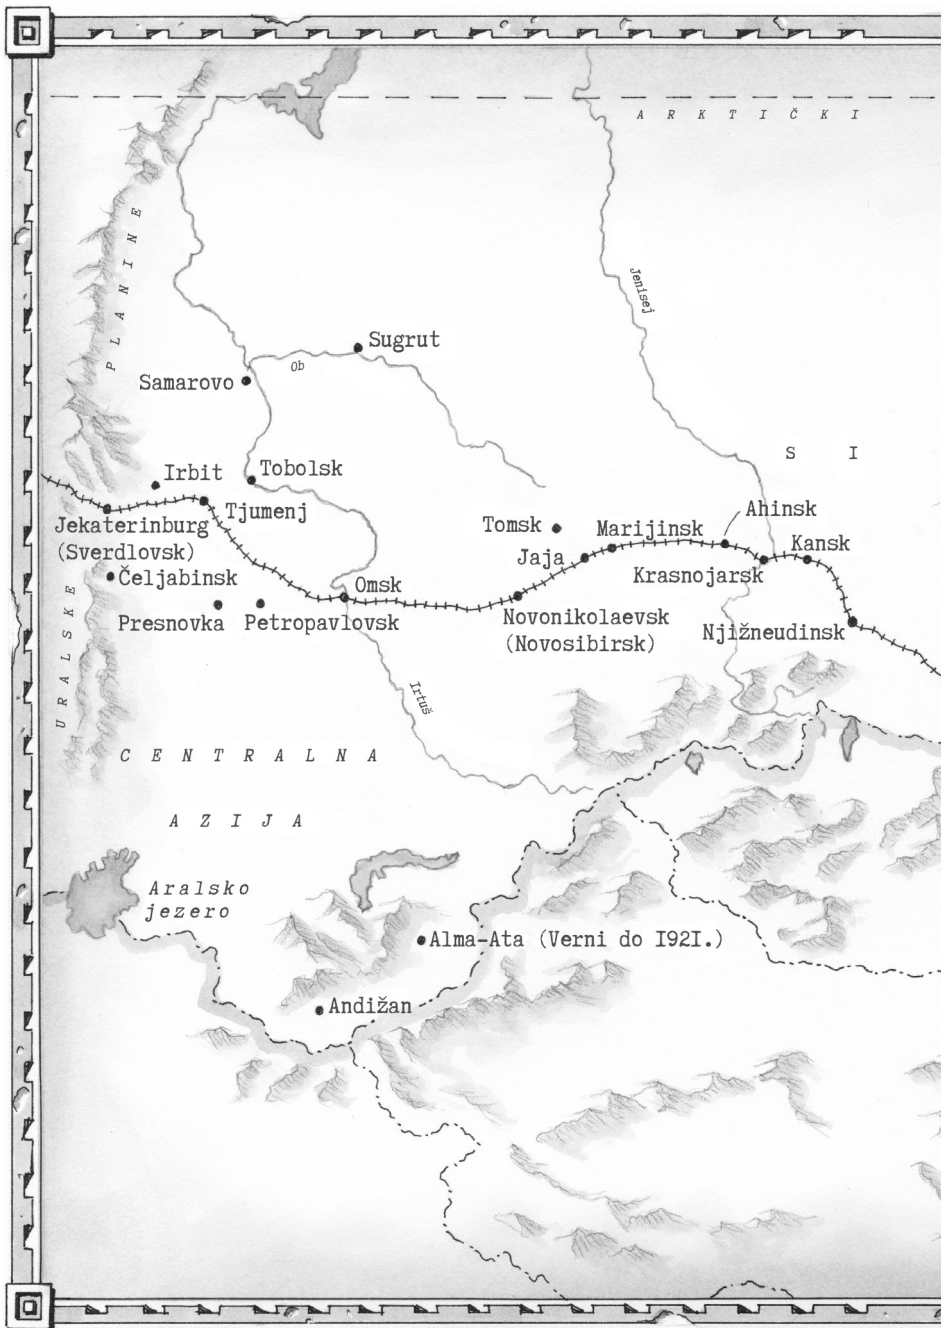 A R K T I Č K I
P L A N I N E
Jenisej
Sugrut
Ob
Samarovo
S I
Irbit
Tobolsk
Tjumenj
Jekaterinburg
(Sverdlovsk)
Tomsk
Marijinsk
Ahinsk
Jaja
Krasnojarsk
Kansk
Čeljabinsk
Omsk
Presnovka
Petropavlovsk
Novonikolaevsk
(Novosibirsk)
Njižneudinsk
U R A L S K E
Irtuš
C E N T R A L N A
A Z I J A
Aralsko
jezero
Alma-Ata (Verni do I92I.)
Andižan